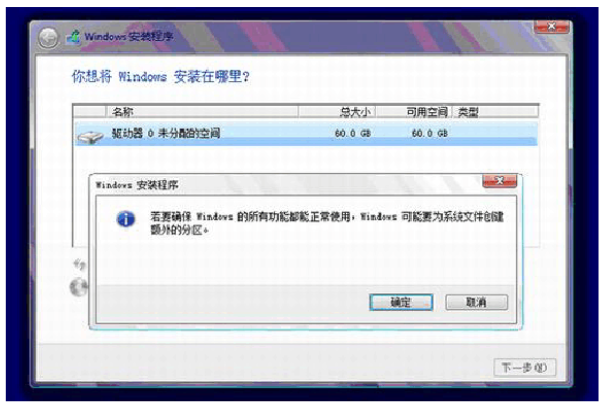 Windows 安装程序
你想将 Windows 安装在哪里?
名称 总大小 可用空间 类型
驱动器 0 未分配的空间 60.0 GB 60.0 GB
Windows 安装程序
若要确保 Windows 的所有功能都能正常使用，Windows 可能要为系统文件创建
额外的分区。
确定 取消
下一步(N)